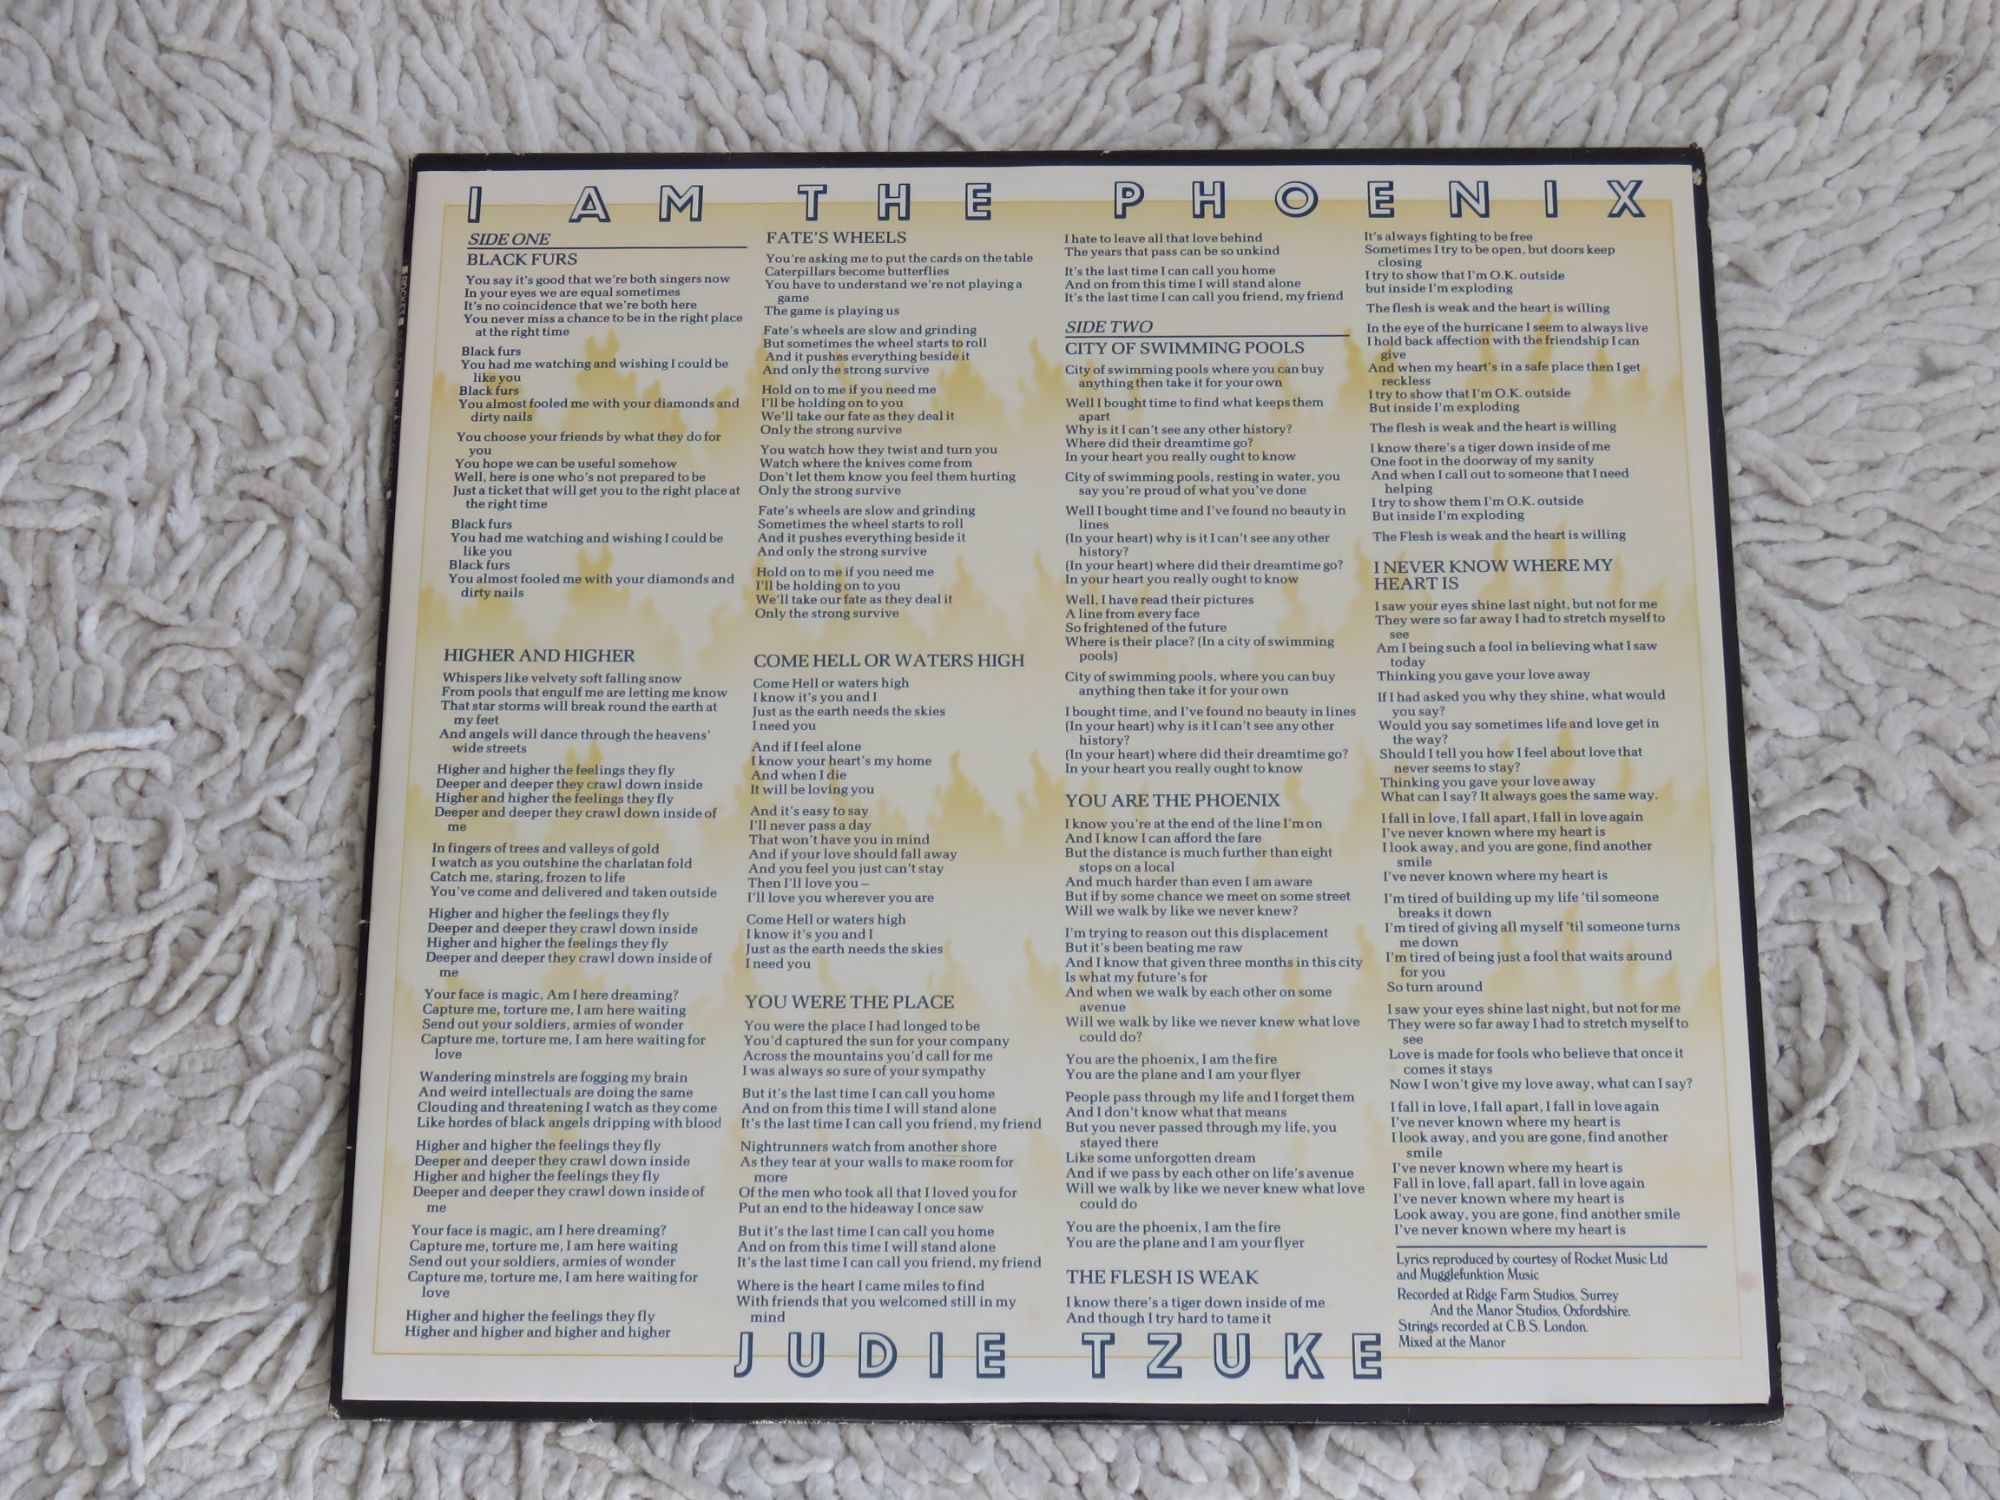 I AM THE PHOENIX
SIDE ONE
BLACK FURS
You say it's good that we're both singers now
In your eyes we are equal sometimes
It's no coincidence that we're both here
You never miss a chance to be in the right place
at the right time
Black furs
You had me watching and wishing I could be
like you
Black furs
You almost fooled me with your diamonds and
dirty nails
You choose your friends by what they do for
you
You hope we can be useful somehow
Well, here is one who's not prepared to be
Just a ticket that will get you to the right place at
the right time
Black furs
You had me watching and wishing I could be
like you
Black furs
You almost fooled me with your diamonds and
dirty nails
HIGHER AND HIGHER
Whispers like velvety soft falling snow
From pools that engulf me are letting me know
That star storms will break round the earth at
my feet
And angels will dance through the heavens'
wide streets
Higher and higher the feelings they fly
Deeper and deeper they crawl down inside
Higher and higher the feelings they fly
Deeper and deeper they crawl down inside of
me
In fingers of trees and valleys of gold
I watch as you outshine the charlatan fold
Catch me, staring, frozen to life
You've come and delivered and taken outside
Higher and higher the feelings they fly
Deeper and deeper they crawl down inside
Higher and higher the feelings they fly
Deeper and deeper they crawl down inside of
me
Your face is magic, Am I here dreaming?
Capture me, torture me, I am here waiting
Send out your soldiers, armies of wonder
Capture me, torture me, I am here waiting for
love
Wandering minstrels are fogging my brain
And weird intellectuals are doing the same
Clouding and threatening I watch as they come
Like hordes of black angels dripping with blood
Higher and higher the feelings they fly
Deeper and deeper they crawl down inside
Higher and higher the feelings they fly
Deeper and deeper they crawl down inside of
me
Your face is magic, am I here dreaming?
Capture me, torture me, I am here waiting
Send out your soldiers, armies of wonder
Capture me, torture me, I am here waiting for
love
Higher and higher the feelings they fly
Higher and higher and higher and higher
FATE'S WHEELS
You're asking me to put the cards on the table
Caterpillars become butterflies
You have to understand we're not playing a
game
The game is playing us
Fate's wheels are slow and grinding
But sometimes the wheel starts to roll
And it pushes everything beside it
And only the strong survive
Hold on to me if you need me
I'll be holding on to you
We'll take our fate as they deal it
Only the strong survive
You watch how they twist and turn you
Watch where the knives come from
Don't let them know you feel them hurting
Only the strong survive
Fate's wheels are slow and grinding
Sometimes the wheel starts to roll
And it pushes everything beside it
And only the strong survive
Hold on to me if you need me
I'll be holding on to you
We'll take our fate as they deal it
Only the strong survive
COME HELL OR WATERS HIGH
Come Hell or waters high
I know it's you and I
Just as the earth needs the skies
I need you
And if I feel alone
I know your heart's my home
And when I die
It will be loving you
And it's easy to say
I'll never pass a day
That won't have you in mind
And if your love should fall away
And you feel you just can't stay
Then I'll love you –
I'll love you wherever you are
Come Hell or waters high
I know it's you and I
Just as the earth needs the skies
I need you
YOU WERE THE PLACE
You were the place I had longed to be
You'd captured the sun for your company
Across the mountains you'd call for me
I was always so sure of your sympathy
But it's the last time I can call you home
And on from this time I will stand alone
It's the last time I can call you friend, my friend
Nightrunners watch from another shore
As they tear at your walls to make room for
more
Of the men who took all that I loved you for
Put an end to the hideaway I once saw
But it's the last time I can call you home
And on from this time I will stand alone
It's the last time I can call you friend, my friend
Where is the heart I came miles to find
With friends that you welcomed still in my
mind
I hate to leave all that love behind
The years that pass can be so unkind
It's the last time I can call you home
And on from this time I will stand alone
It's the last time I can call you friend, my friend
SIDE TWO
CITY OF SWIMMING POOLS
City of swimming pools where you can buy
anything then take it for your own
Well I bought time to find what keeps them
apart
Why is it I can't see any other history?
Where did their dreamtime go?
In your heart you really ought to know
City of swimming pools, resting in water, you
say you're proud of what you've done
Well I bought time and I've found no beauty in
lines
(In your heart) why is it I can't see any other
history?
(In your heart) where did their dreamtime go?
In your heart you really ought to know
Well, I have read their pictures
A line from every face
So frightened of the future
Where is their place? (In a city of swimming
pools)
City of swimming pools, where you can buy
anything then take it for your own
I bought time, and I've found no beauty in lines
(In your heart) why is it I can't see any other
history?
(In your heart) where did their dreamtime go?
In your heart you really ought to know
YOU ARE THE PHOENIX
I know you're at the end of the line I'm on
And I know I can afford the fare
But the distance is much further than eight
stops on a local
And much harder than even I am aware
But if by some chance we meet on some street
Will we walk by like we never knew?
I'm trying to reason out this displacement
But it's been beating me raw
And I know that given three months in this city
Is what my future's for
And when we walk by each other on some
avenue
Will we walk by like we never knew what love
could do?
You are the phoenix, I am the fire
You are the plane and I am your flyer
People pass through my life and I forget them
And I don't know what that means
But you never passed through my life, you
stayed there
Like some unforgotten dream
And if we pass by each other on life's avenue
Will we walk by like we never knew what love
could do
You are the phoenix, I am the fire
You are the plane and I am your flyer
THE FLESH IS WEAK
I know there's a tiger down inside of me
And though I try hard to tame it
It's always fighting to be free
Sometimes I try to be open, but doors keep
closing
I try to show that I'm O.K. outside
but inside I'm exploding
The flesh is weak and the heart is willing
In the eye of the hurricane I seem to always live
I hold back affection with the friendship I can
give
And when my heart's in a safe place then I get
reckless
I try to show that I'm O.K. outside
But inside I'm exploding
The flesh is weak and the heart is willing
I know there's a tiger down inside of me
One foot in the doorway of my sanity
And when I call out to someone that I need
helping
I try to show them I'm O.K. outside
But inside I'm exploding
The Flesh is weak and the heart is willing
I NEVER KNOW WHERE MY
HEART IS
I saw your eyes shine last night, but not for me
They were so far away I had to stretch myself to
see
Am I being such a fool in believing what I saw
today
Thinking you gave your love away
If I had asked you why they shine, what would
you say?
Would you say sometimes life and love get in
the way?
Should I tell you how I feel about love that
never seems to stay?
Thinking you gave your love away
What can I say? It always goes the same way.
I fall in love, I fall apart, I fall in love again
I've never known where my heart is
I look away, and you are gone, find another
smile
I've never known where my heart is
I'm tired of building up my life 'til someone
breaks it down
I'm tired of giving all myself 'til someone turns
me down
I'm tired of being just a fool that waits around
for you
So turn around
I saw your eyes shine last night, but not for me
They were so far away I had to stretch myself to
see
Love is made for fools who believe that once it
comes it stays
Now I won't give my love away, what can I say?
I fall in love, I fall apart, I fall in love again
I've never known where my heart is
I look away, and you are gone, find another
smile
I've never known where my heart is
Fall in love, fall apart, fall in love again
I've never known where my heart is
Look away, you are gone, find another smile
I've never known where my heart is
Lyrics reproduced by courtesy of Rocket Music Ltd
and Mugglefunktion Music
Recorded at Ridge Farm Studios, Surrey
And the Manor Studios, Oxfordshire.
Strings recorded at C.B.S. London.
Mixed at the Manor
JUDIE TZUKE